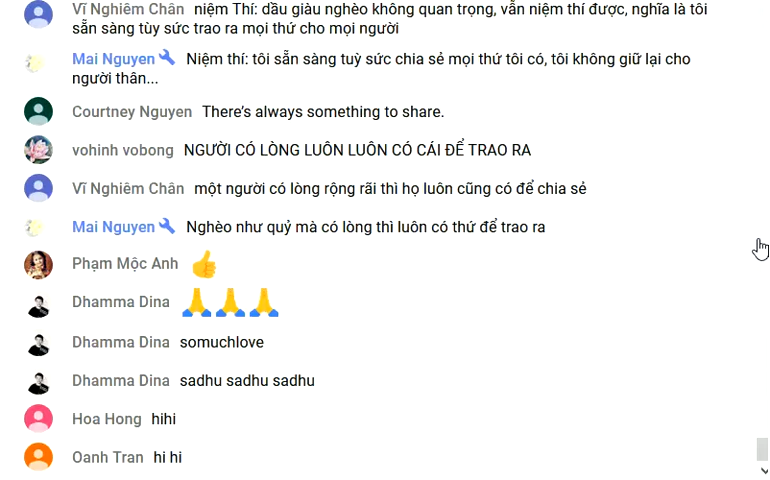 Vĩ Nghiêm Chân niệm Thí: dầu giàu nghèo không quan trọng, vẫn niệm thí được, nghĩa là tôi
sẵn sàng tùy sức trao ra mọi thứ cho mọi người
Mai Nguyen Niệm thí: tôi sẵn sàng tuỳ sức chia sẻ mọi thứ tôi có, tôi không giữ lại cho
người thân...
Courtney Nguyen There’s always something to share.
vohinh vobong NGƯỜI CÓ LÒNG LUÔN LUÔN CÓ CÁI ĐỂ TRAO RA
Vĩ Nghiêm Chân một người có lòng rộng rãi thì họ luôn cũng có để chia sẻ
Mai Nguyen Nghèo như quỷ mà có lòng thì luôn có thứ để trao ra
Phạm Mộc Anh 👍
Dhamma Dina 🙏🙏🙏
Dhamma Dina somuchlove
Dhamma Dina sadhu sadhu sadhu
Hoa Hong hihi
Oanh Tran hi hi